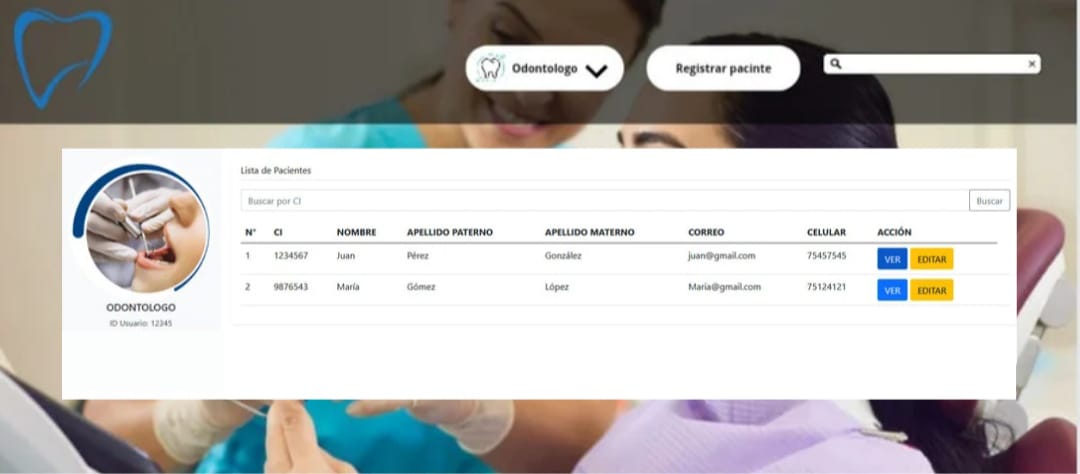 Odontologo
Registrar pacinte
Lista de Pacientes
Buscar por CI
Buscar
N° CI NOMBRE APELLIDO PATERNO APELLIDO MATERNO CORREO CELULAR ACCIÓN
1 1234567 Juan Pérez González juan@gmail.com 75457545 VER EDITAR
2 9876543 María Gómez López Maria@gmail.com 75124121 VER EDITAR
ODONTOLOGO
ID Usuario: 12345